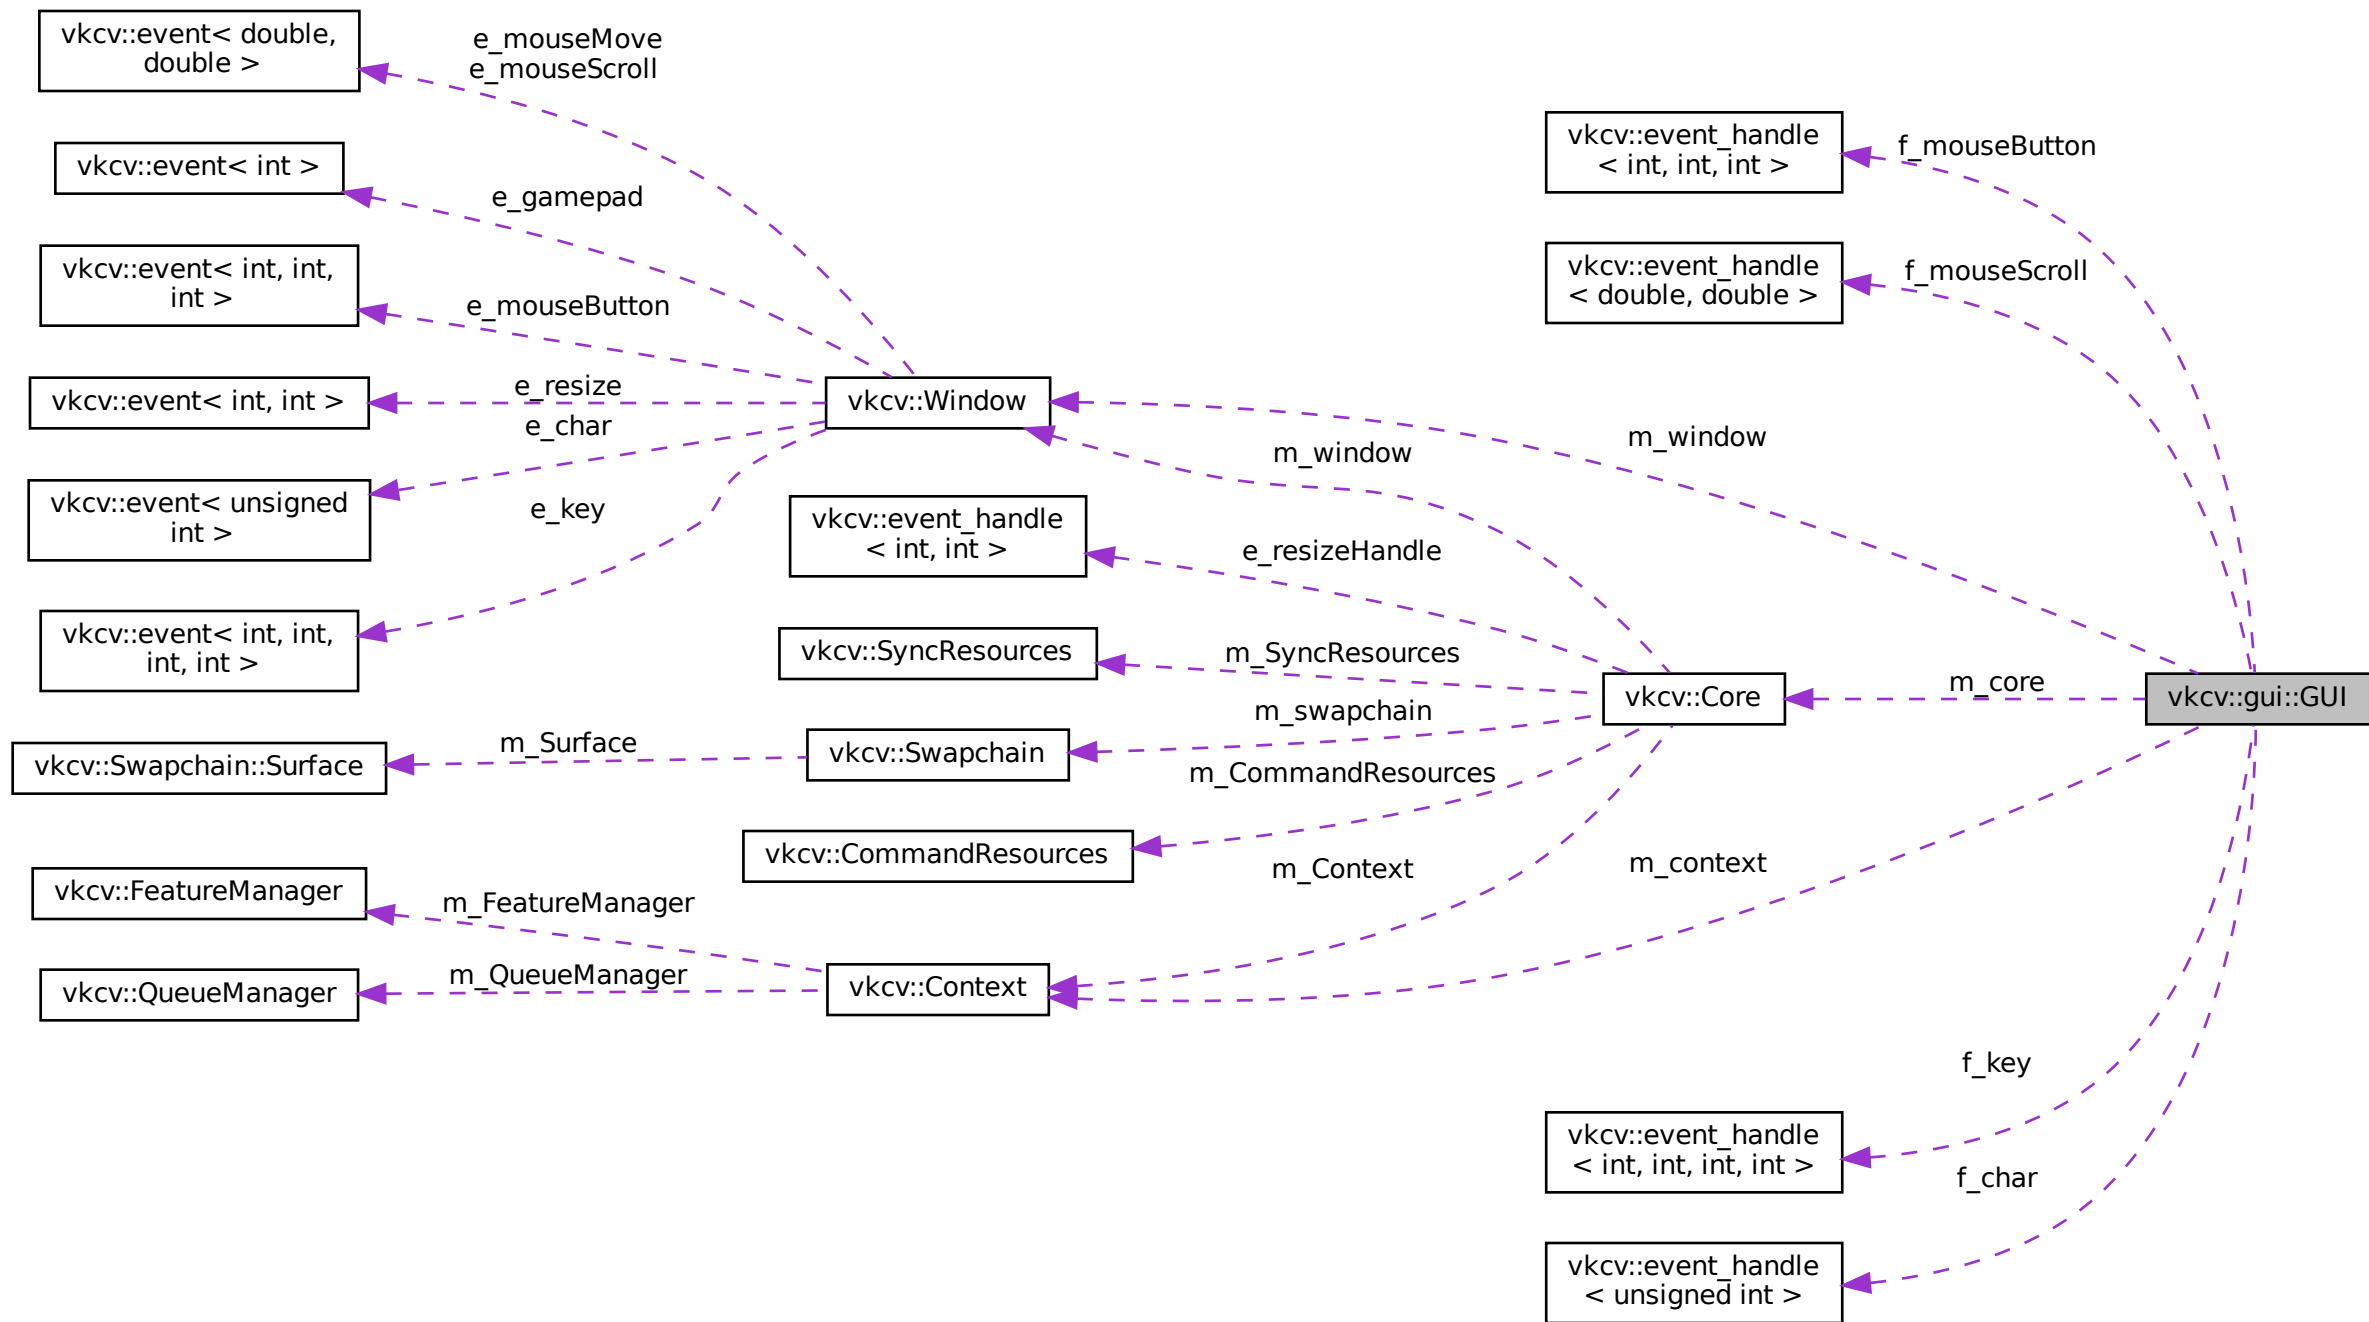 vkcv::event< double,
double >
e_mouseMove
e_mouseScroll
vkcv::event_handle
< int, int, int >
f_mouseButton
vkcv::event< int >
e_gamepad
vkcv::event< int, int,
int >
e_mouseButton
vkcv::event_handle
< double, double >
f_mouseScroll
vkcv::event< int, int >
e_resize
vkcv::Window
e_char
m_window
m_window
vkcv::event< unsigned
int >
e_key
vkcv::event_handle
< int, int >
e_resizeHandle
vkcv::event< int, int,
int, int >
vkcv::SyncResources
m_SyncResources
vkcv::Core
m_core
vkcv::gui::GUI
m_swapchain
vkcv::Swapchain::Surface
m_Surface
vkcv::Swapchain
m_CommandResources
vkcv::CommandResources
m_Context
m_context
vkcv::FeatureManager
m_FeatureManager
vkcv::QueueManager
m_QueueManager
vkcv::Context
f_key
vkcv::event_handle
< int, int, int, int >
f_char
vkcv::event_handle
< unsigned int >